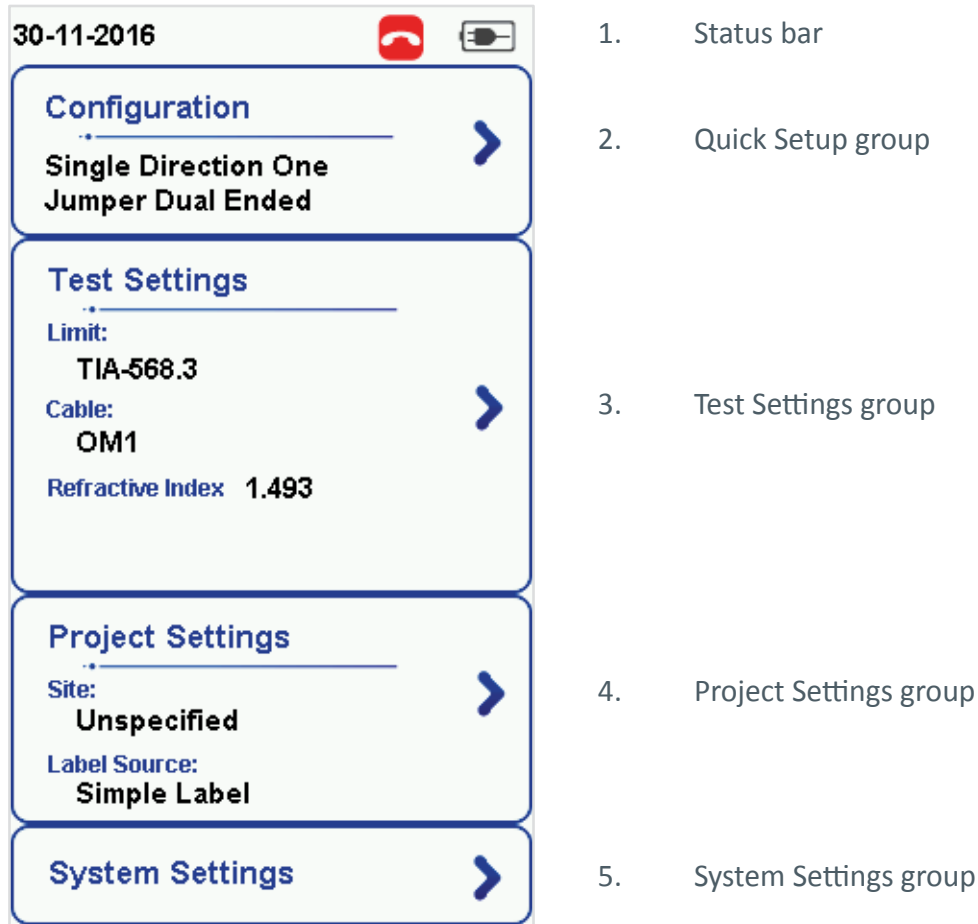 30-11-2016
1. Status bar
Configuration
Single Direction One
Jumper Dual Ended
2. Quick Setup group
Test Settings
Limit:
TIA-568.3
Cable:
OM1
Refractive Index 1.493
3. Test Settings group
Project Settings
Site:
Unspecified
Label Source:
Simple Label
4. Project Settings group
System Settings
5. System Settings group